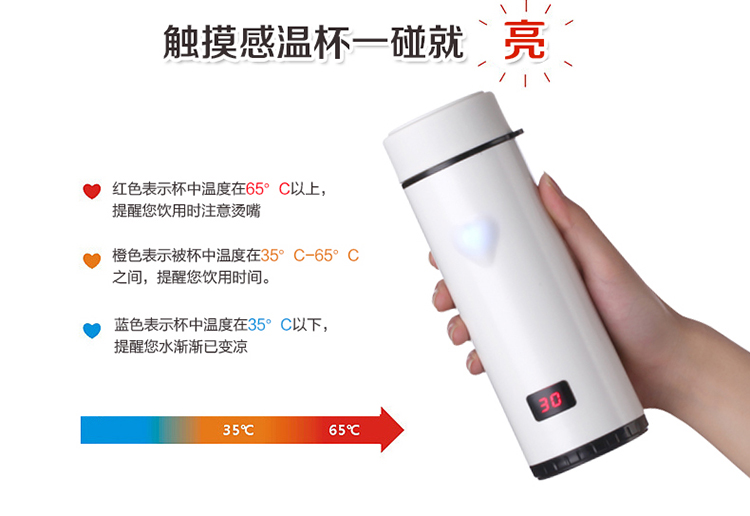 触摸感温杯一碰就亮
红色表示杯中温度在65°C以上，
提醒您饮用时注意烫嘴
橙色表示被杯中温度在35°C-65°C
之间，提醒您饮用时间。
蓝色表示杯中温度在35°C以下，
提醒您水渐渐已变凉
35℃ 65℃
30